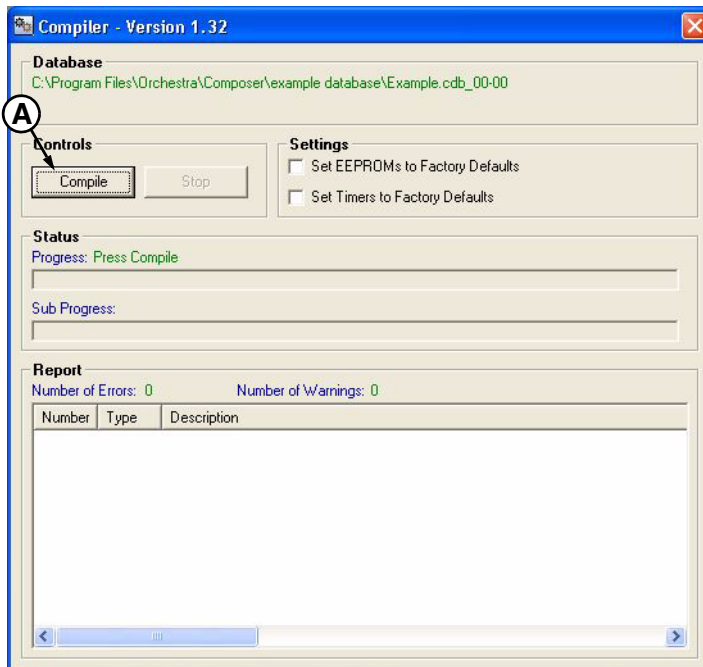 Compiler - Version 1.32
Database
C:\Program Files\Orchestra\Composer\example database\Example.cdb_00-00
A
Controls
Compile
Stop
Settings
Set EEPROMs to Factory Defaults
Set Timers to Factory Defaults
Status
Progress: Press Compile
Sub Progress:
Report
Number of Errors: 0 Number of Warnings: 0
Number Type Description